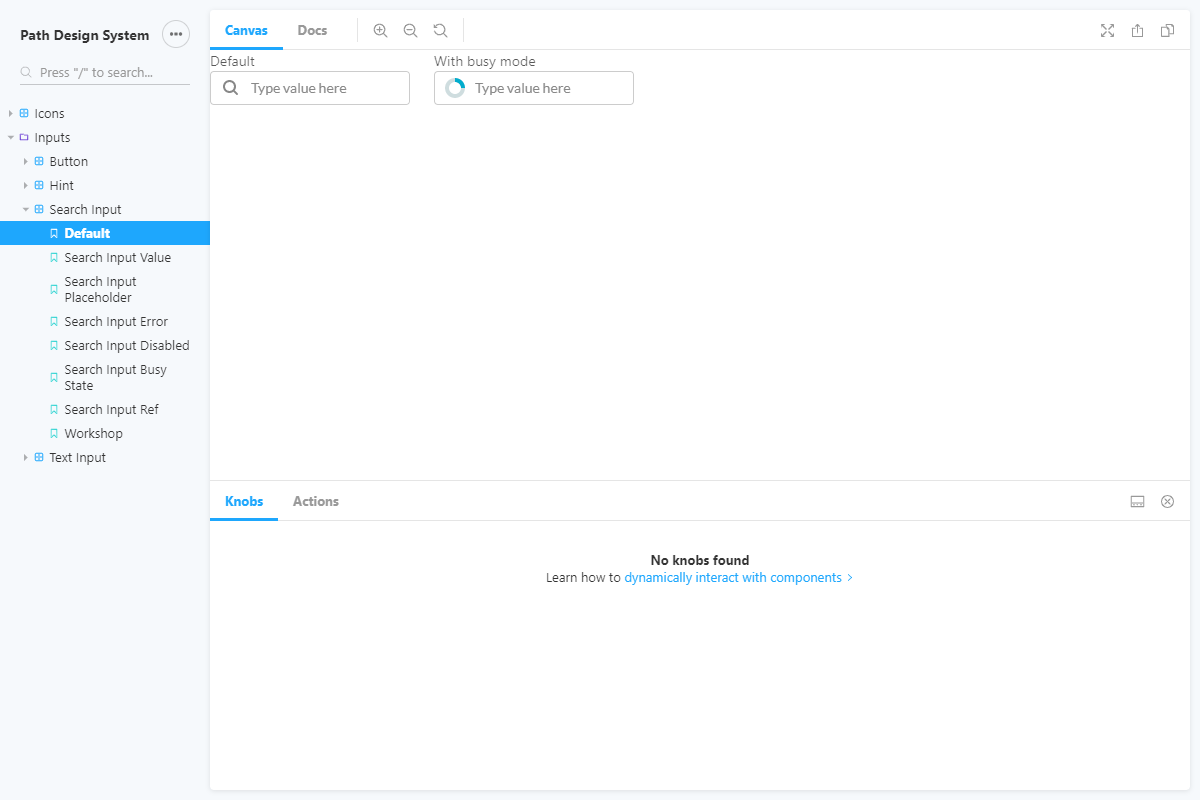 Path Design System
Press "/" to search...
Icons
Inputs
Button
Hint
Search Input
Default
Search Input Value
Search Input
Placeholder
Search Input Error
Search Input Disabled
Search Input Busy
State
Search Input Ref
Workshop
Text Input
Canvas
Docs
Default
With busy mode
Type value here
Type value here
Knobs
Actions
No knobs found
Learn how to dynamically interact with components